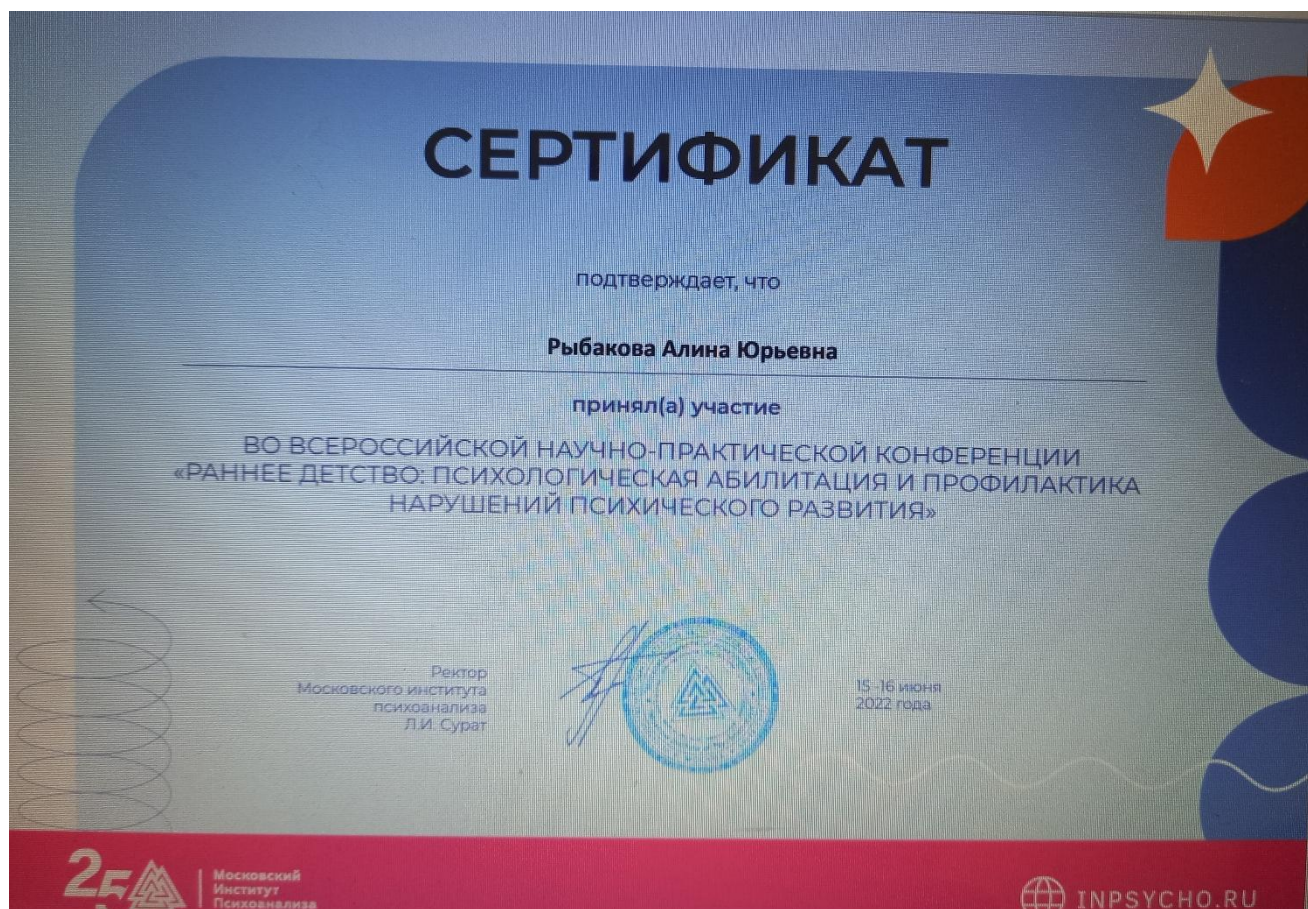 СЕРТИФИКАТ
подтверждает, что
Рыбакова Алина Юрьевна
принял(а) участие
ВО ВСЕРОССИЙСКОЙ НАУЧНО-ПРАКТИЧЕСКОЙ КОНФЕРЕНЦИИ
«РАННЕЕ ДЕТСТВО: ПСИХОЛОГИЧЕСКАЯ АБИЛИТАЦИЯ И ПРОФИЛАКТИКА
НАРУШЕНИЙ ПСИХИЧЕСКОГО РАЗВИТИЯ»
Ректор
Московского института
психоанализа
Л.И. Сурат
15 -16 июня
2022 года
25
Московский
Институт
Психоанализа
INPSYCHO.RU